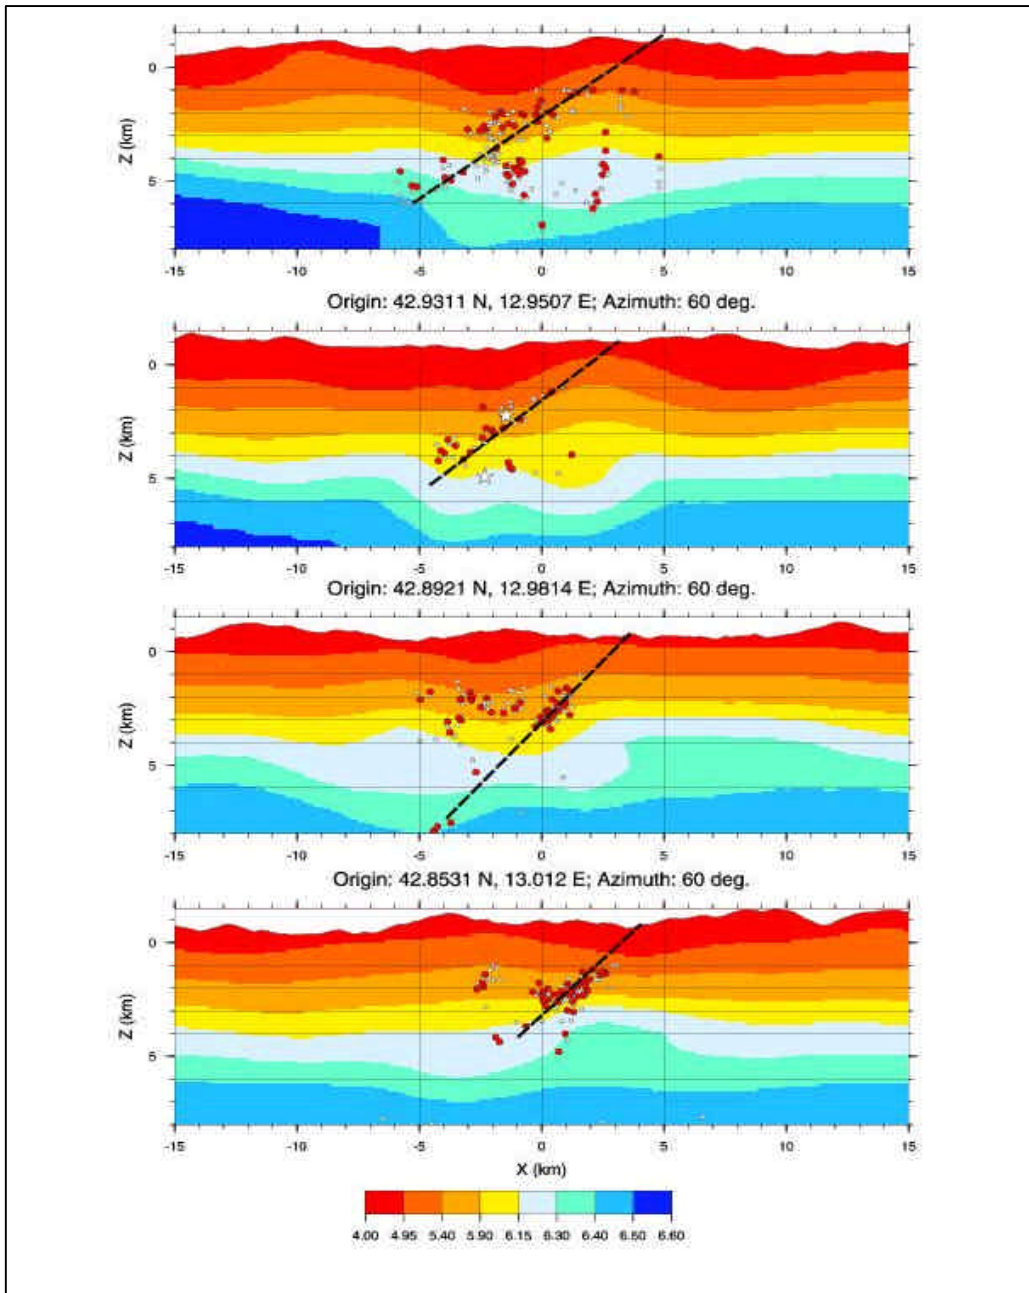 0
5
Z (km)
-15 -10 -5 0 5 10 15
Origin: 42.9311 N, 12.9507 E; Azimuth: 60 deg.
0
5
Z (km)
-15 -10 -5 0 5 10 15
Origin: 42.8921 N, 12.9814 E; Azimuth: 60 deg.
0
5
Z (km)
-15 -10 -5 0 5 10 15
Origin: 42.8531 N, 13.012 E; Azimuth: 60 deg.
0
5
Z (km)
-15 -10 -5 0 5 10 15
X (km)
4.00 4.95 5.40 5.90 6.15 6.30 6.40 6.50 6.60